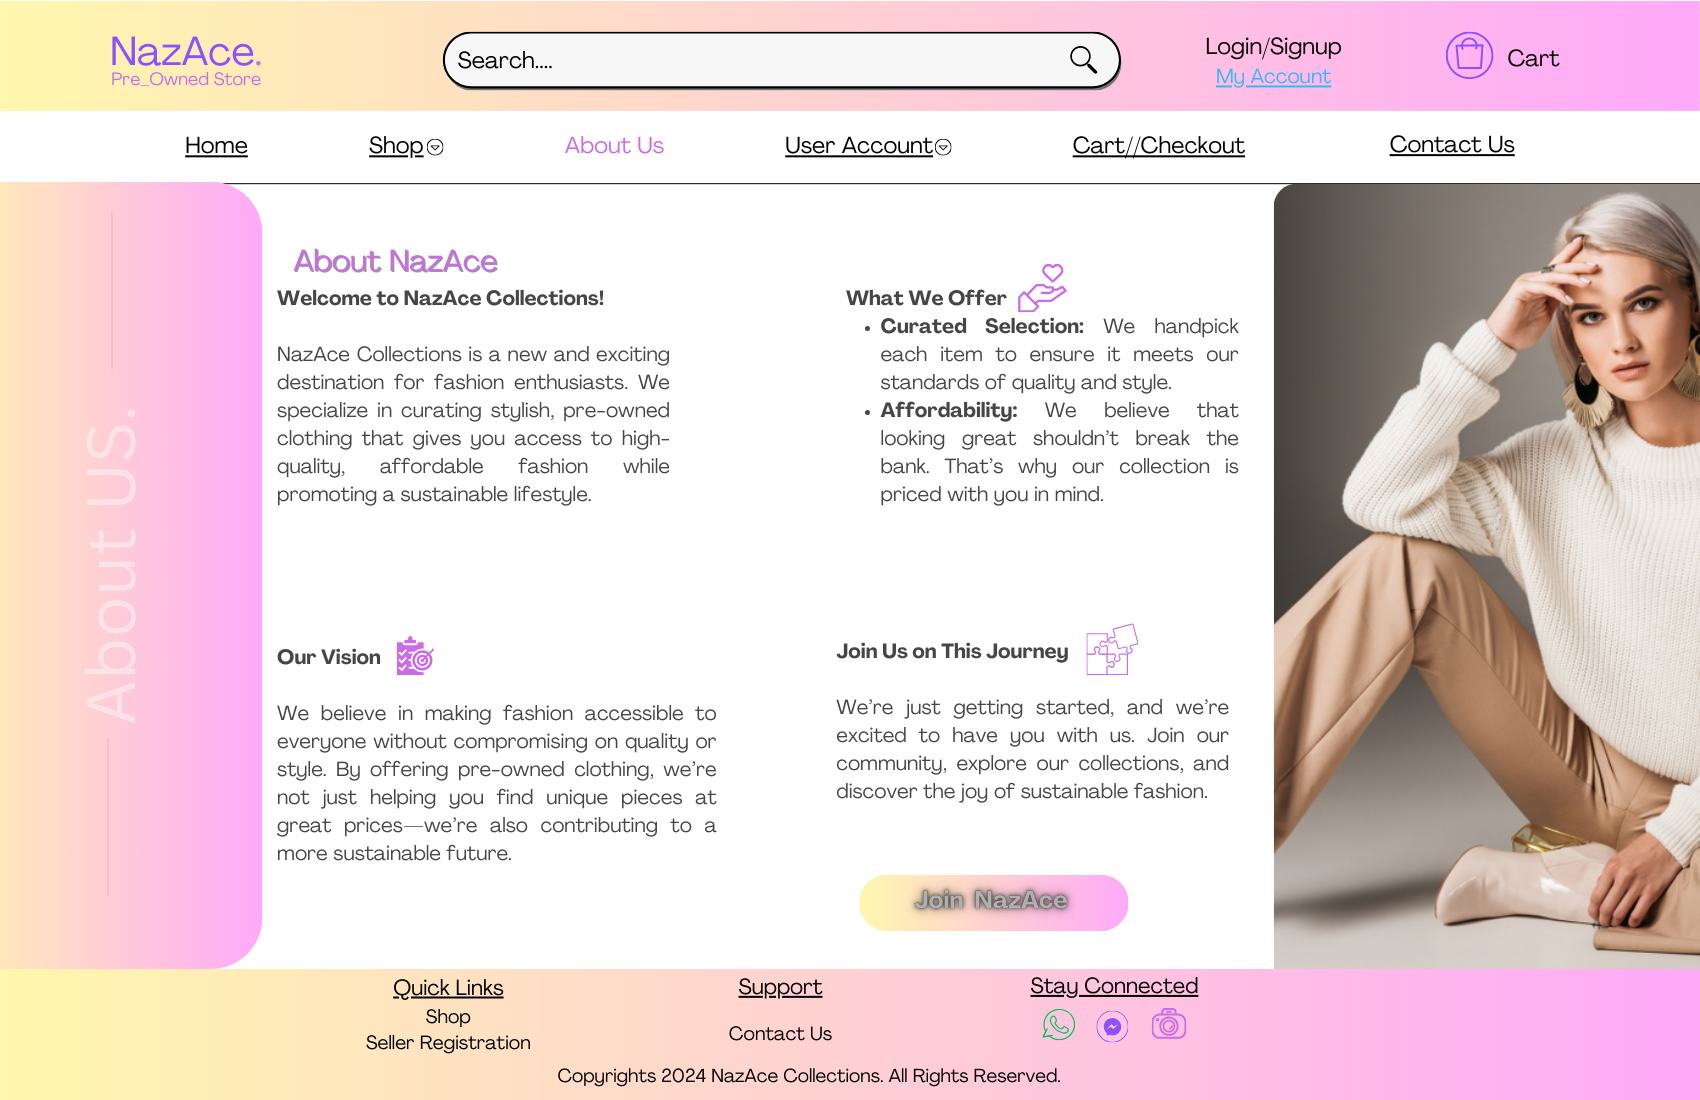 NazAce.
Pre_Owned Store
Search....
Login/Signup
My Account
Cart
Home
Shop
About Us
User Account
Cart//Checkout
Contact Us
About US.
About NazAce
Welcome to NazAce Collections!
NazAce Collections is a new and exciting
destination for fashion enthusiasts. We
specialize in curating stylish, pre-owned
clothing that gives you access to high-
quality, affordable fashion while
promoting a sustainable lifestyle.
What We Offer
• Curated Selection: We handpick
each item to ensure it meets our
standards of quality and style.
• Affordability: We believe that
looking great shouldn't break the
bank. That's why our collection is
priced with you in mind.
Our Vision
We believe in making fashion accessible to
everyone without compromising on quality or
style. By offering pre-owned clothing, we're
not just helping you find unique pieces at
great prices—we're also contributing to a
more sustainable future.
Join Us on This Journey
We're just getting started, and we're
excited to have you with us. Join our
community, explore our collections, and
discover the joy of sustainable fashion.
Join NazAce
Quick Links
Shop
Seller Registration
Support
Contact Us
Stay Connected
Copyrights 2024 NazAce Collections. All Rights Reserved.